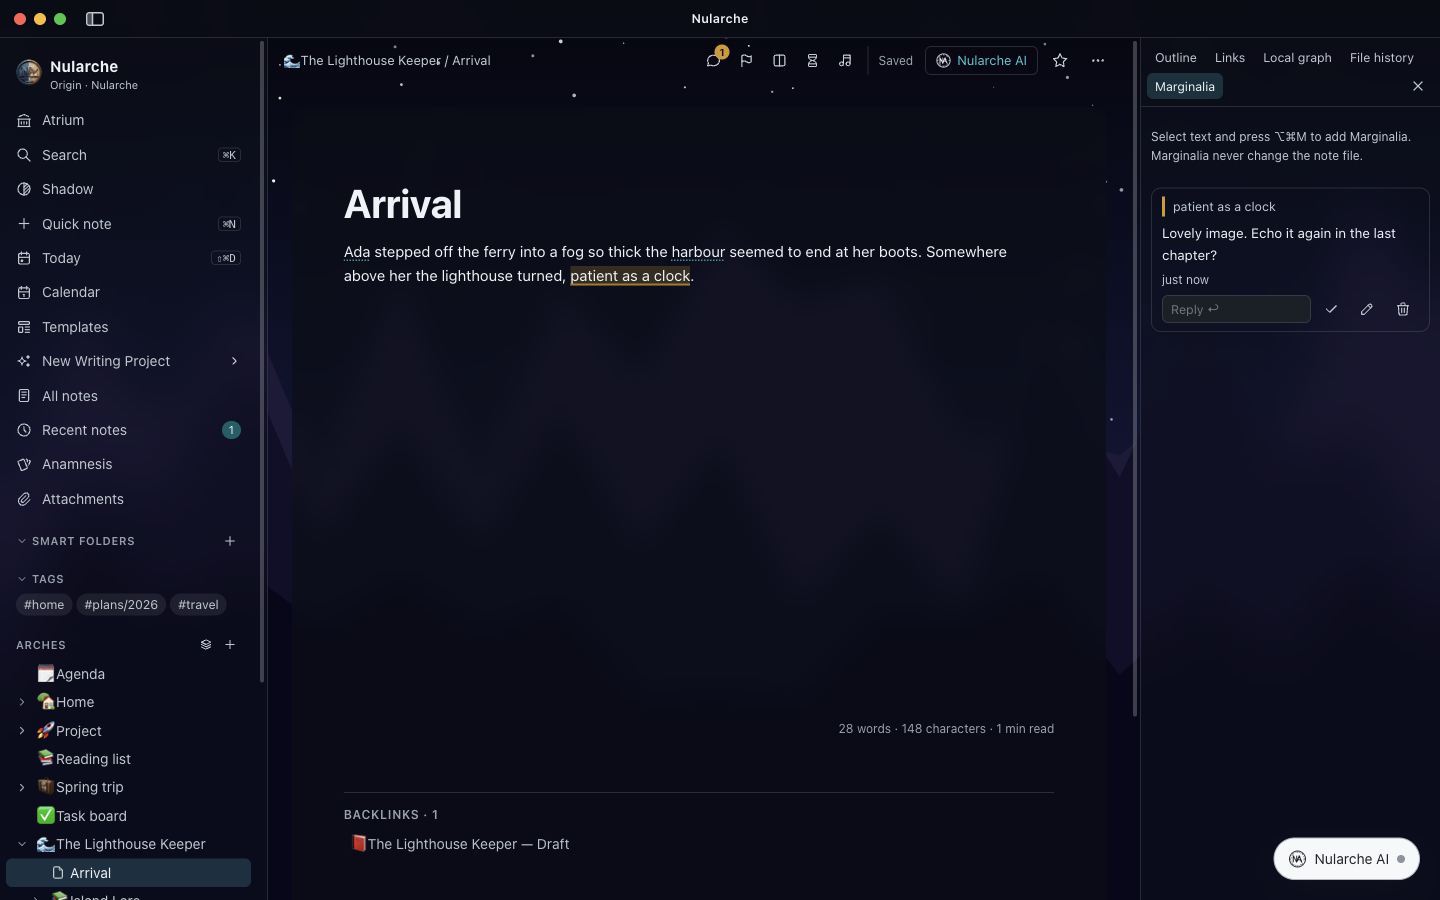 Nularche
Nularche
Origin · Nularche
Atrium
Search ⌘K
Shadow
Quick note ⌘N
Today ⇧⌘D
Calendar
Templates
New Writing Project
All notes
Recent notes 1
Anamnesis
Attachments
SMART FOLDERS
TAGS
#home #plans/2026 #travel
ARCHES
Agenda
Home
Project
Reading list
Spring trip
Task board
The Lighthouse Keeper
Arrival
The Lighthouse Keeper / Arrival
1
Saved
Nularche AI
Arrival
Ada stepped off the ferry into a fog so thick the harbour seemed to end at her boots. Somewhere
above her the lighthouse turned, patient as a clock.
28 words · 148 characters · 1 min read
BACKLINKS · 1
The Lighthouse Keeper — Draft
Outline Links Local graph File history
Marginalia
Select text and press ⌥⌘M to add Marginalia.
Marginalia never change the note file.
patient as a clock
Lovely image. Echo it again in the last
chapter?
just now
Reply ↩
Nularche AI